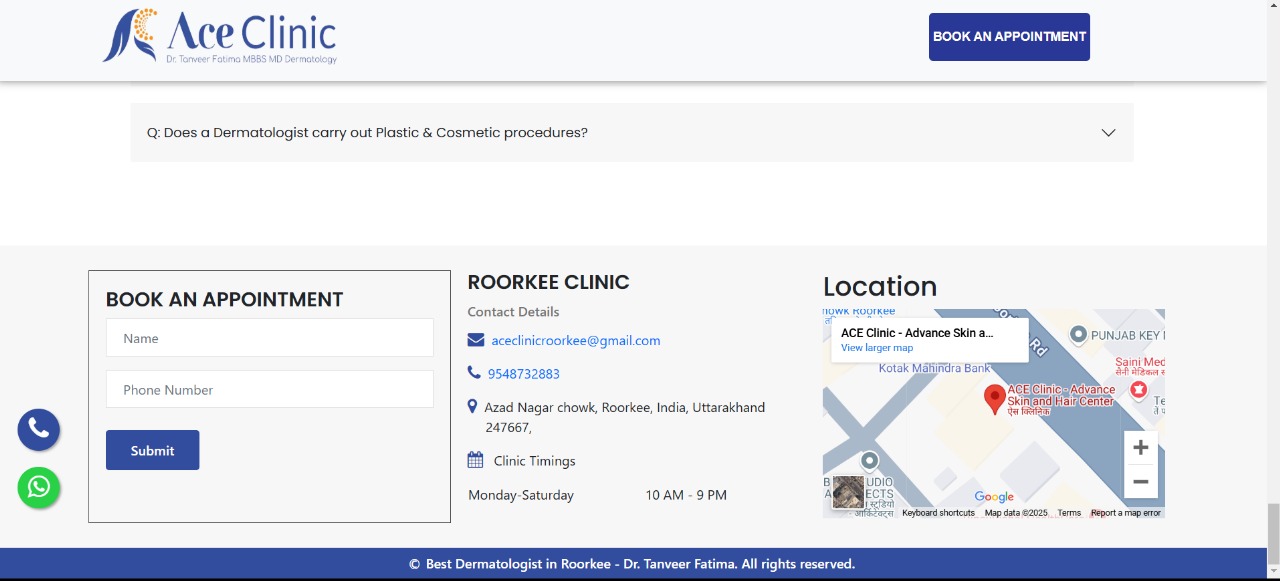 Ace Clinic
Dr. Tanveer Fatima MBBS MD Dermatology
BOOK AN APPOINTMENT
Q: Does a Dermatologist carry out Plastic & Cosmetic procedures?
BOOK AN APPOINTMENT
Name
Phone Number
Submit
ROORKEE CLINIC
Contact Details
aceclinicroorkee@gmail.com
9548732883
Azad Nagar chowk, Roorkee, India, Uttarakhand
247667,
Clinic Timings
Monday-Saturday 10 AM - 9 PM
Location
Roorkee
ACE Clinic - Advance Skin a...
View larger map
Rd
PUNJAB KEY
Kotak Mahindra Bank
Saini Med
सैनी मेडिकल
ACE Clinic - Advance
Skin and Hair Center
ऐस क्लिनिक
Google
Keyboard shortcuts Map data ©2025 Terms Report a map error
© Best Dermatologist in Roorkee - Dr. Tanveer Fatima. All rights reserved.